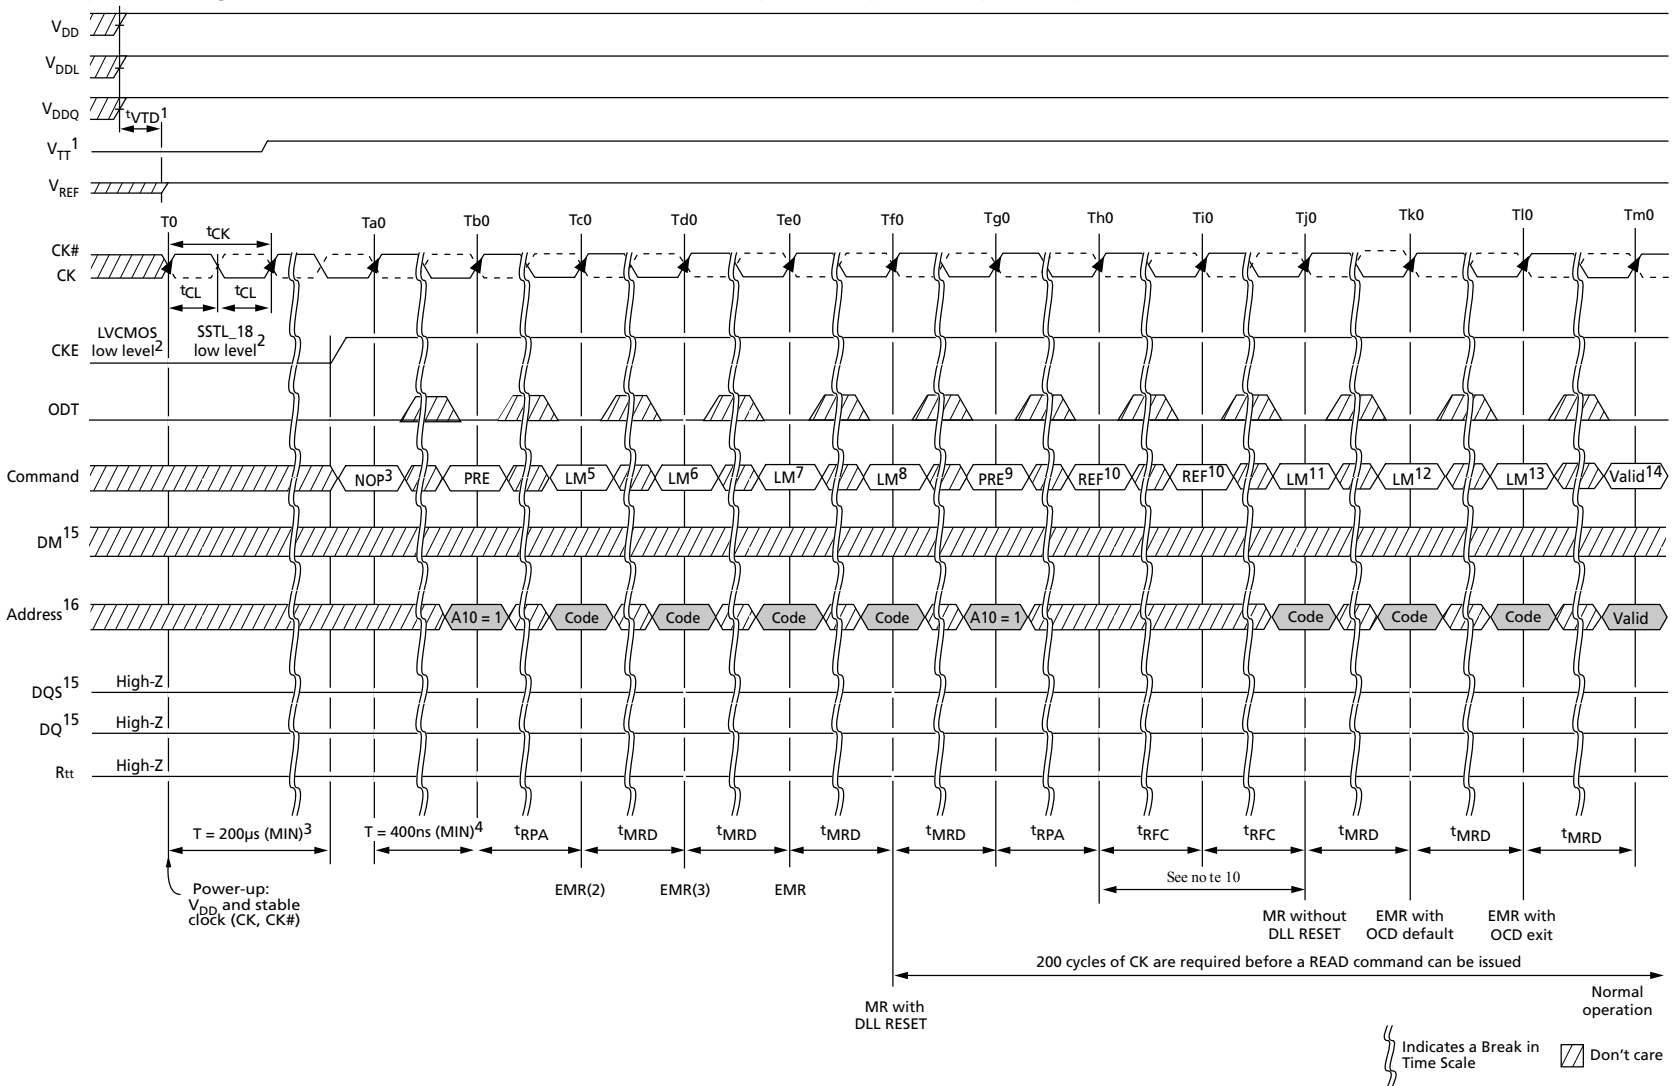 VDD
VDDL
VDDQ
tVTD1
VTT1
VREF
T0 Ta0 Tb0 Tc0 Td0 Te0 Tf0 Tg0 Th0 Ti0 Tj0 Tk0 Tl0 Tm0
tCK
CK#
CK
tCL tCL
LVCMOS
low level2
SSTL_18
low level2
CKE
ODT
Command NOP3 PRE LM5 LM6 LM7 LM8 PRE9 REF10 REF10 LM11 LM12 LM13 Valid14
DM15
Address16 A10 = 1 Code Code Code Code A10 = 1 Code Code Code Valid
DQS15 High-Z
DQ15 High-Z
Rtt High-Z
T = 200µs (MIN)3 T = 400ns (MIN)4 tRPA tMRD tMRD tMRD tMRD tRPA tRFC tRFC tMRD tMRD tMRD
Power-up:
VDD and stable
clock (CK, CK#)
EMR(2) EMR(3) EMR
See no te 10
MR without
DLL RESET
EMR with
OCD default
EMR with
OCD exit
200 cycles of CK are required before a READ command can be issued
MR with
DLL RESET
Normal
operation
Indicates a Break in
Time Scale
Don't care